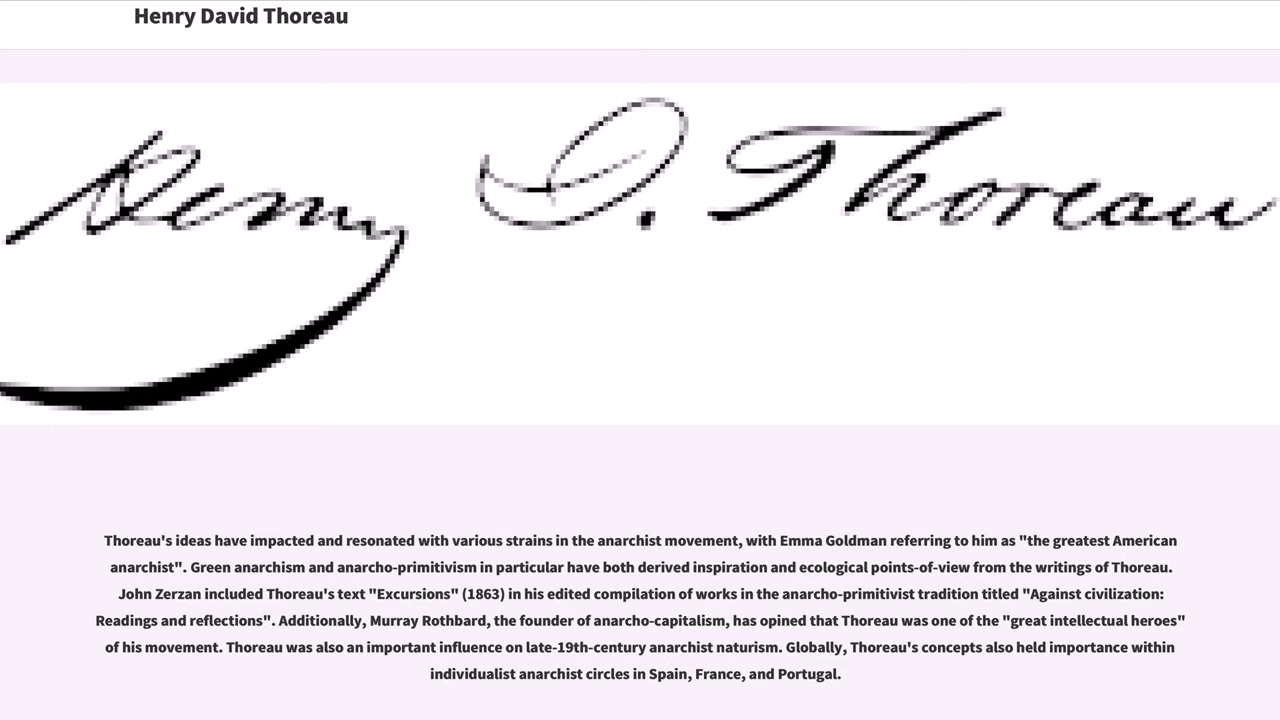 Henry David Thoreau
Henry D. Thoreau
Thoreau's ideas have impacted and resonated with various strains in the anarchist movement, with Emma Goldman referring to him as "the greatest American
anarchist". Green anarchism and anarcho-primitivism in particular have both derived inspiration and ecological points-of-view from the writings of Thoreau.
John Zerzan included Thoreau's text "Excursions" (1863) in his edited compilation of works in the anarcho-primitivist tradition titled "Against civilization:
Readings and reflections". Additionally, Murray Rothbard, the founder of anarcho-capitalism, has opined that Thoreau was one of the "great intellectual heroes"
of his movement. Thoreau was also an important influence on late-19th-century anarchist naturism. Globally, Thoreau's concepts also held importance within
individualist anarchist circles in Spain, France, and Portugal.